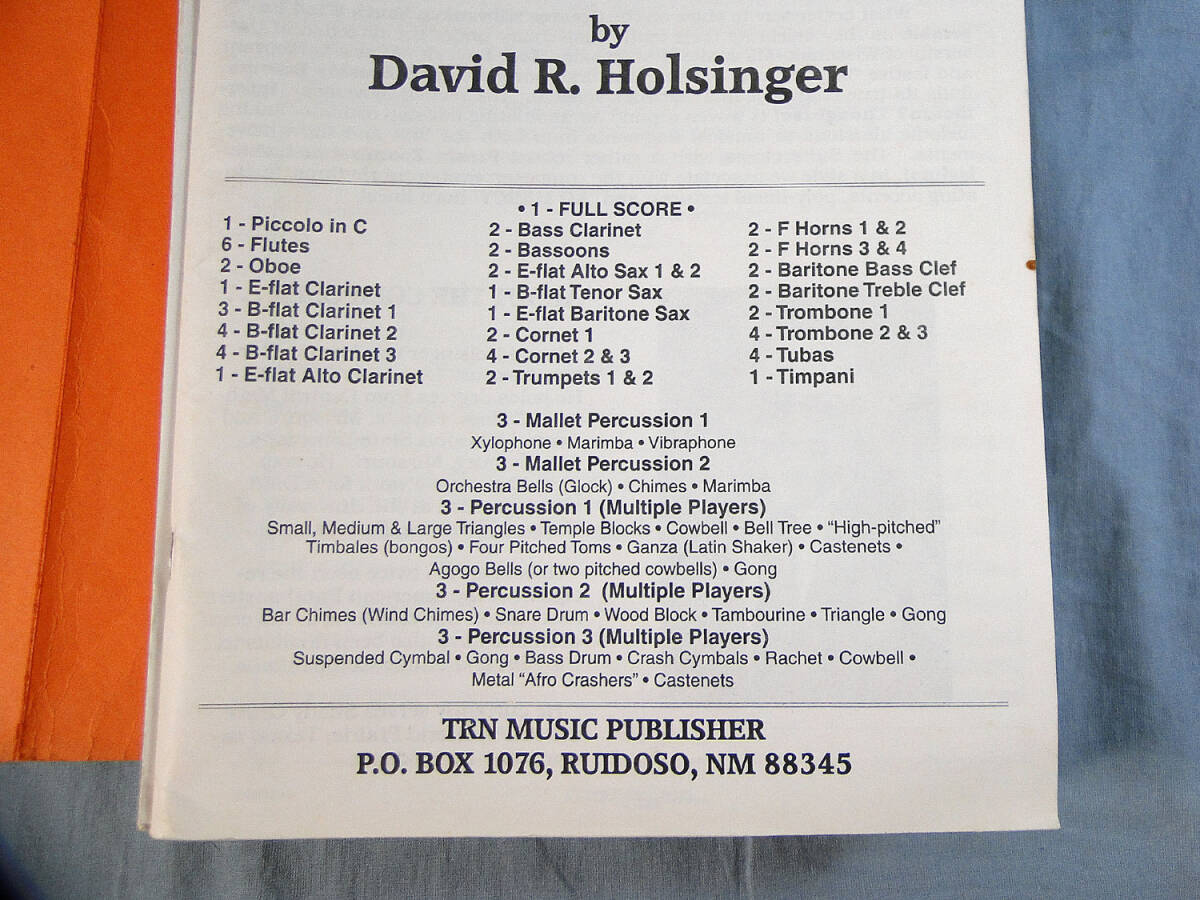 by
David R. Holsinger
• 1 - FULL SCORE •
1 - Piccolo in C
6 - Flutes
2 - Oboe
1 - E-flat Clarinet
3 - B-flat Clarinet 1
4 - B-flat Clarinet 2
4 - B-flat Clarinet 3
1 - E-flat Alto Clarinet
2 - Bass Clarinet
2 - Bassoons
2 - E-flat Alto Sax 1 & 2
1 - B-flat Tenor Sax
1 - E-flat Baritone Sax
2 - Cornet 1
4 - Cornet 2 & 3
2 - Trumpets 1 & 2
2 - F Horns 1 & 2
2 - F Horns 3 & 4
2 - Baritone Bass Clef
2 - Baritone Treble Clef
2 - Trombone 1
4 - Trombone 2 & 3
4 - Tubas
1 - Timpani
3 - Mallet Percussion 1
Xylophone • Marimba • Vibraphone
3 - Mallet Percussion 2
Orchestra Bells (Glock) • Chimes • Marimba
3 - Percussion 1 (Multiple Players)
Small, Medium & Large Triangles • Temple Blocks • Cowbell • Bell Tree • “High-pitched”
Timbales (bongos) • Four Pitched Toms • Ganza (Latin Shaker) • Castenets •
Agogo Bells (or two pitched cowbells) • Gong
3 - Percussion 2 (Multiple Players)
Bar Chimes (Wind Chimes) • Snare Drum • Wood Block • Tambourine • Triangle • Gong
3 - Percussion 3 (Multiple Players)
Suspended Cymbal • Gong • Bass Drum • Crash Cymbals • Rachet • Cowbell •
Metal “Afro Crashers” • Castenets
TRN MUSIC PUBLISHER
P.O. BOX 1076, RUIDOSO, NM 88345